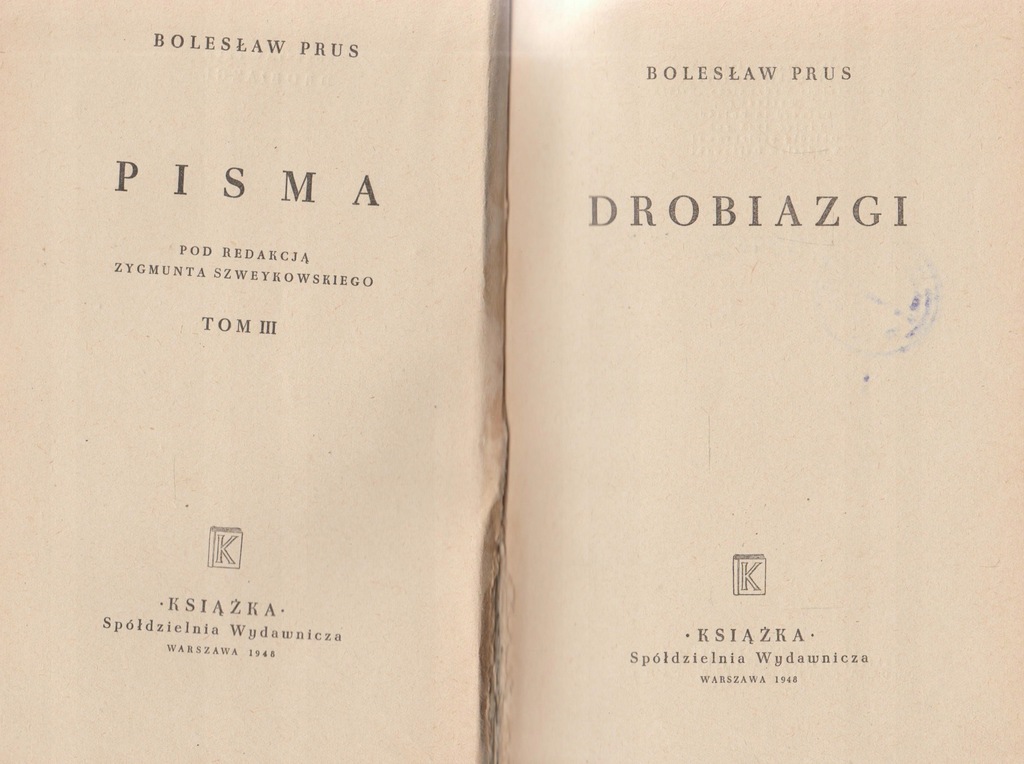 BOLESŁAW PRUS
PISMA
POD REDAKCJĄ
ZYGMUNTA SZWEYKOWSKIEGO
TOM III
K
·KSIĄŻKA·
Spółdzielnia Wydawnicza
WARSZAWA 1948
BOLESŁAW PRUS
DROBIAZGI
K
·KSIĄŻKA·
Spółdzielnia Wydawnicza
WARSZAWA 1948